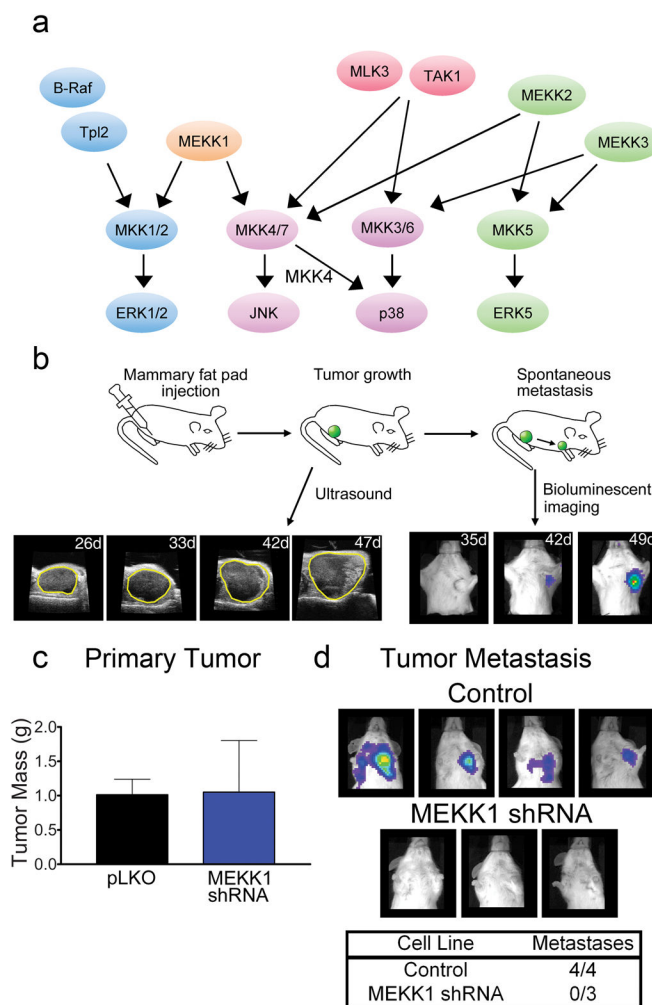 a
B-Raf
Tpl2
MEKK1
MLK3
TAK1
MEKK2
MEKK3
MKK1/2
MKK4/7
MKK3/6
MKK5
MKK4
ERK1/2
JNK
p38
ERK5
b
Mammary fat pad
injection
Tumor growth
Spontaneous
metastasis
Ultrasound
Bioluminescent
imaging
26d
33d
42d
47d
35d
42d
49d
c
Primary Tumor
Tumor Mass (g)
2.0
1.5
1.0
0.5
0.0
pLKO
MEKK1
shRNA
d
Tumor Metastasis
Control
MEKK1 shRNA
Cell Line Metastases
Control 4/4
MEKK1 shRNA 0/3